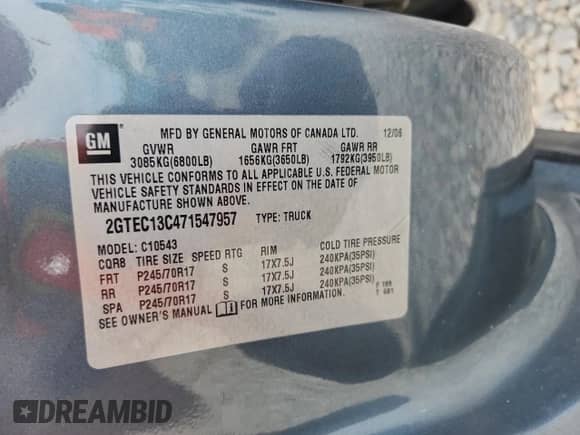 GM
MFD BY GENERAL MOTORS OF CANADA LTD. 12/06
GVWR GAWR FRT GAWR RR
3085KG(6800LB) 1656KG(3650LB) 1792KG(3950LB)
THIS VEHICLE CONFORMS TO ALL APPLICABLE U.S. FEDERAL MOTOR
VEHICLE SAFETY STANDARDS IN EFFECT ON THE DATE OF
MANUFACTURE SHOWN ABOVE.
2GTEC13C471547957 TYPE: TRUCK
MODEL: C10543
CQR8 TIRE SIZE SPEED RTG RIM COLD TIRE PRESSURE
FRT P245/70R17 S 17X7.5J 240KPA(35PSI)
RR P245/70R17 S 17X7.5J 240KPA(35PSI)
SPA P245/70R17 S 17X7.5J 240KPA(35PSI)
SEE OWNER'S MANUAL FOR MORE INFORMATION.
T 681
DREAMBID